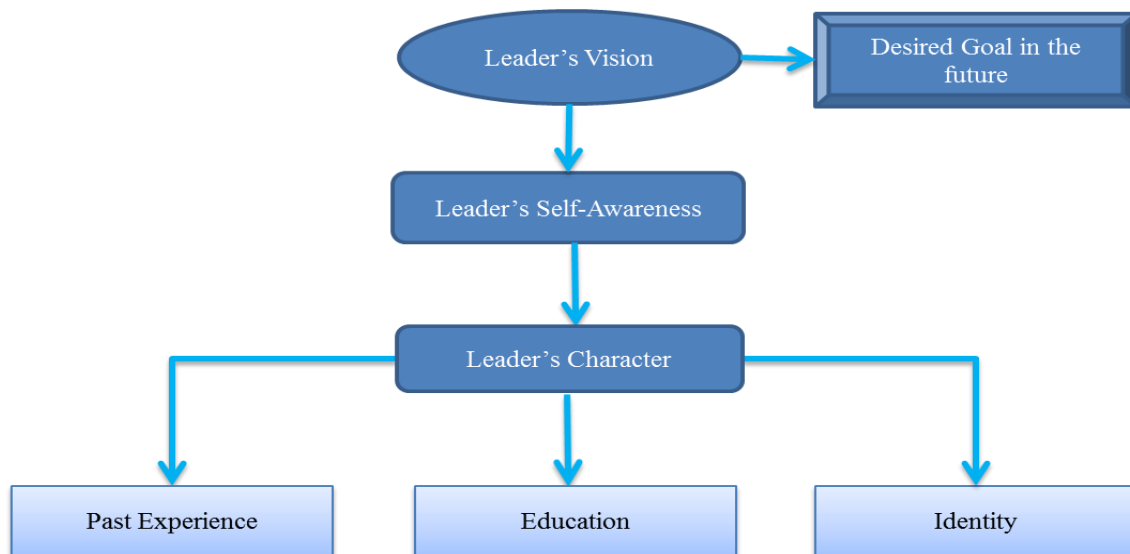 Leader’s Vision
Desired Goal in the
future
Leader’s Self-Awareness
Leader’s Character
Past Experience
Education
Identity